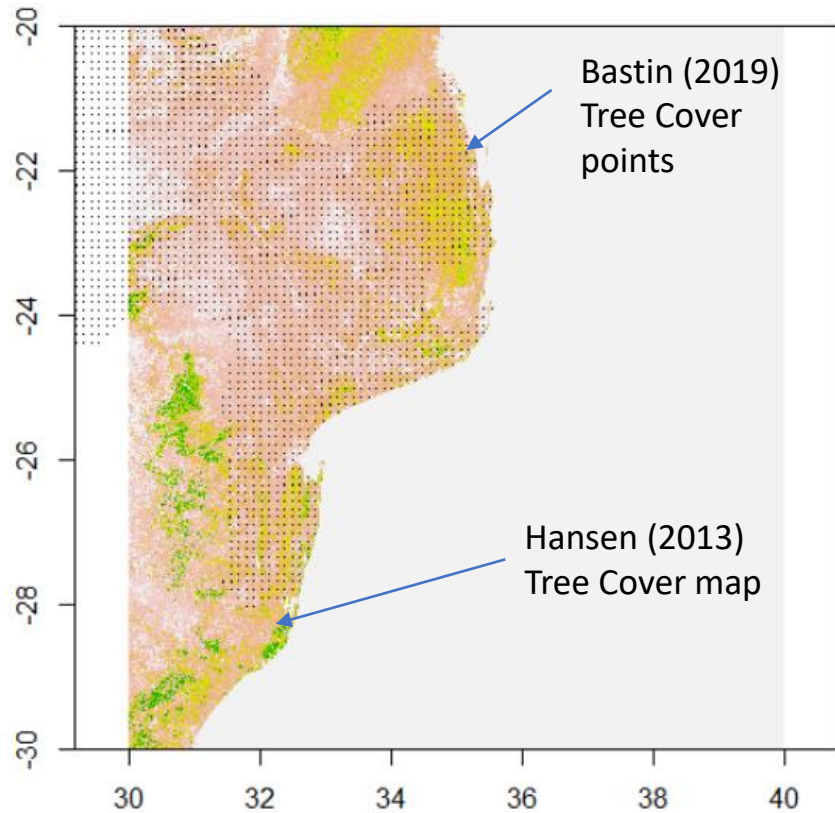 -20
Bastin (2019)
Tree Cover
points
-22
-24
-26
Hansen (2013)
Tree Cover map
-28
-30
30 32 34 36 38 40